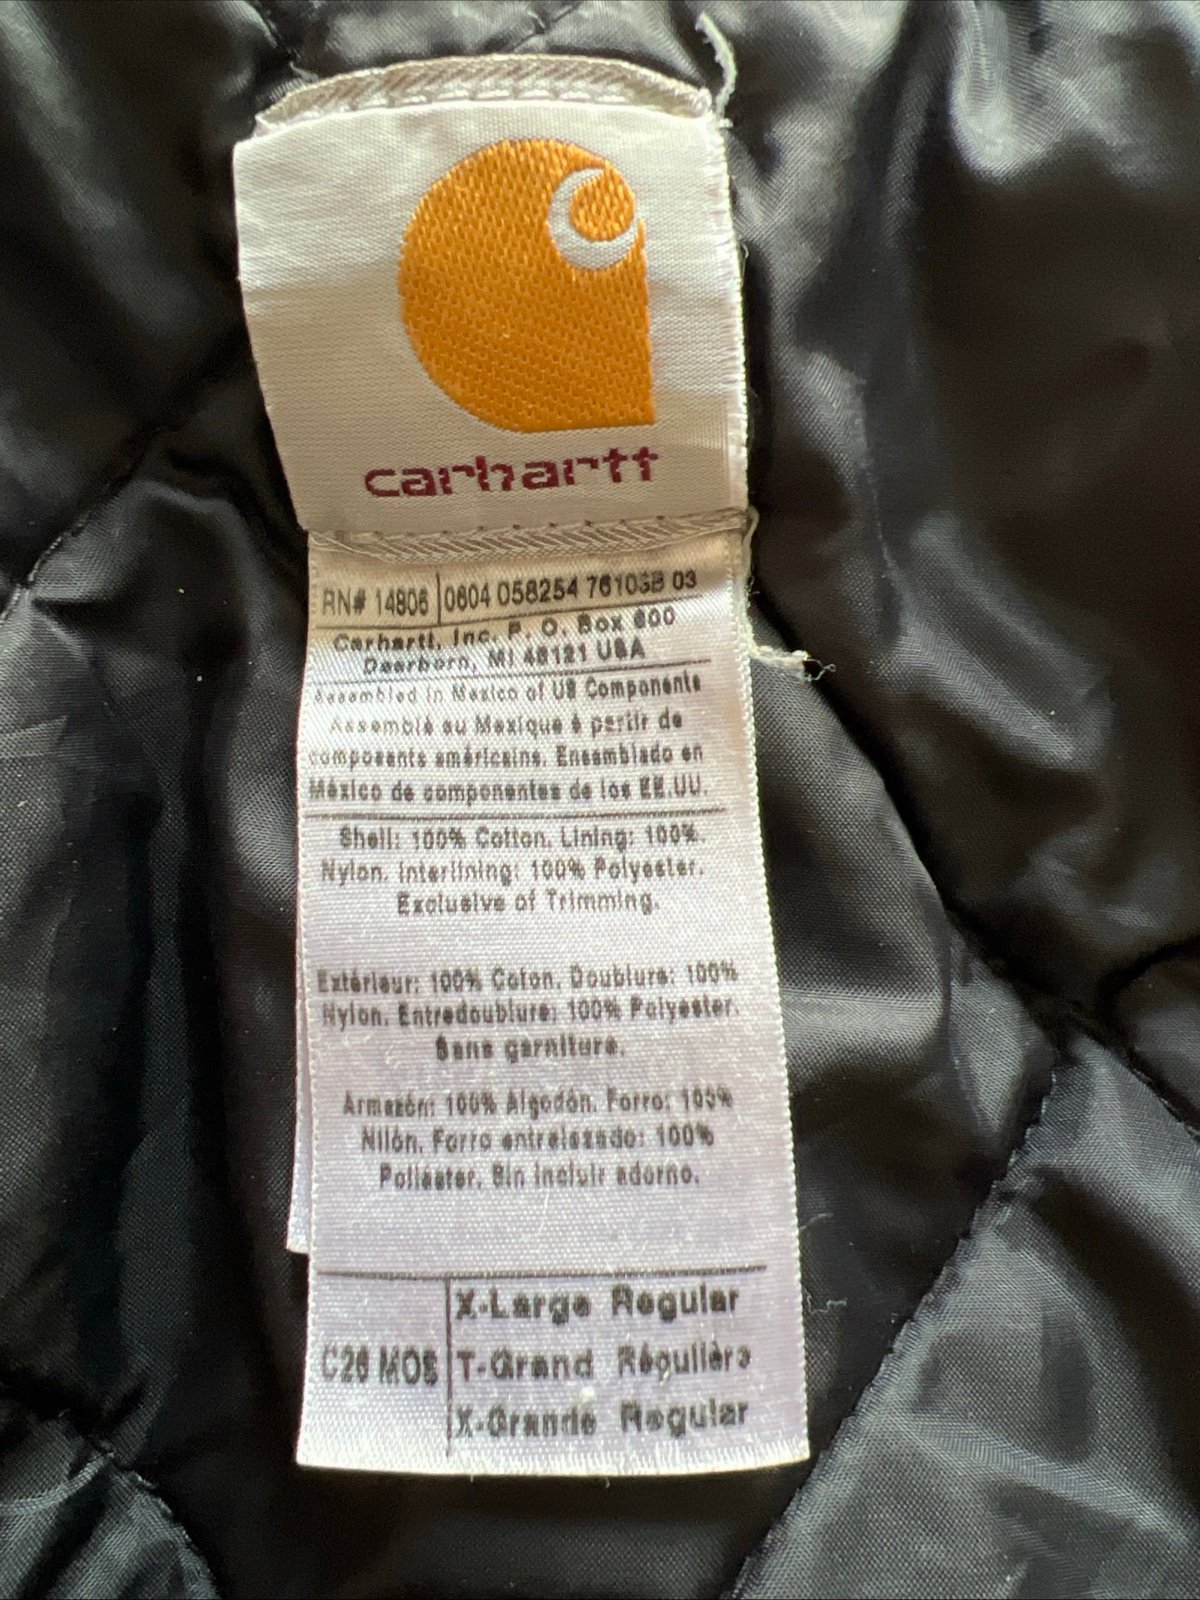 carhartt
RN# 14806 0604 058254 7610SB 03
Carhartt, Inc. P. O. Box 600
Dearborn, MI 48121 USA
Assembled in Mexico of US Components
Assemblé au Mexique à partir de
composants américains. Ensamblado en
México de componentes de los EE.UU.
Shell: 100% Cotton. Lining: 100%
Nylon. Interlining: 100% Polyester.
Exclusive of Trimming.
Extérieur: 100% Coton. Doublure: 100%
Nylon. Entredoublure: 100% Polyester.
Sans garniture.
Armazón: 100% Algodón. Forro: 100%
Nilón. Forro entrelazado: 100%
Poliéster. Sin incluir adorno.
X-Large Regular
C26 MOS T-Grand Régulière
X-Grande Regular